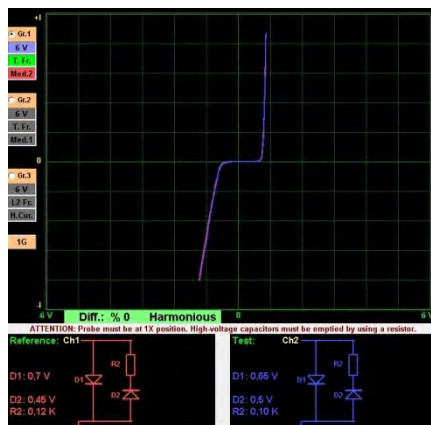 +I
Gr.1
6 V
T. Fr.
Med.2
Gr.2
6 V
T. Fr.
Med.1
0
Gr.3
6 V
L2 Fr.
H.Cur.
1G
-I
-6 V
Diff.: % 0 Harmonious
0
6 V
ATTENTION: Probe must be at 1X position. High-voltage capacitors must be emptied by using a resistor.
Reference: Ch1
R2
D1: 0,7 V
D1
D2: 0,45 V
D2
R2: 0,12 K
Test: Ch2
R2
D1: 0,65 V
D1
D2: 0,5 V
D2
R2: 0,10 K